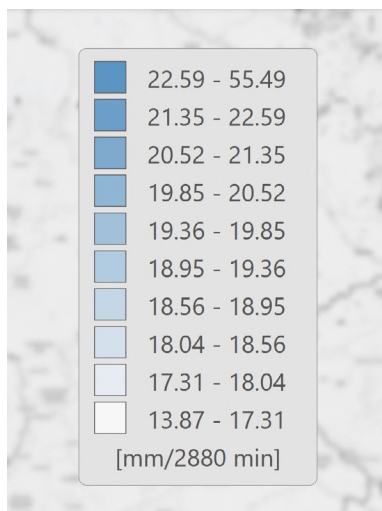 22.59 - 55.49
21.35 - 22.59
20.52 - 21.35
19.85 - 20.52
19.36 - 19.85
18.95 - 19.36
18.56 - 18.95
18.04 - 18.56
17.31 - 18.04
13.87 - 17.31
[mm/2880 min]